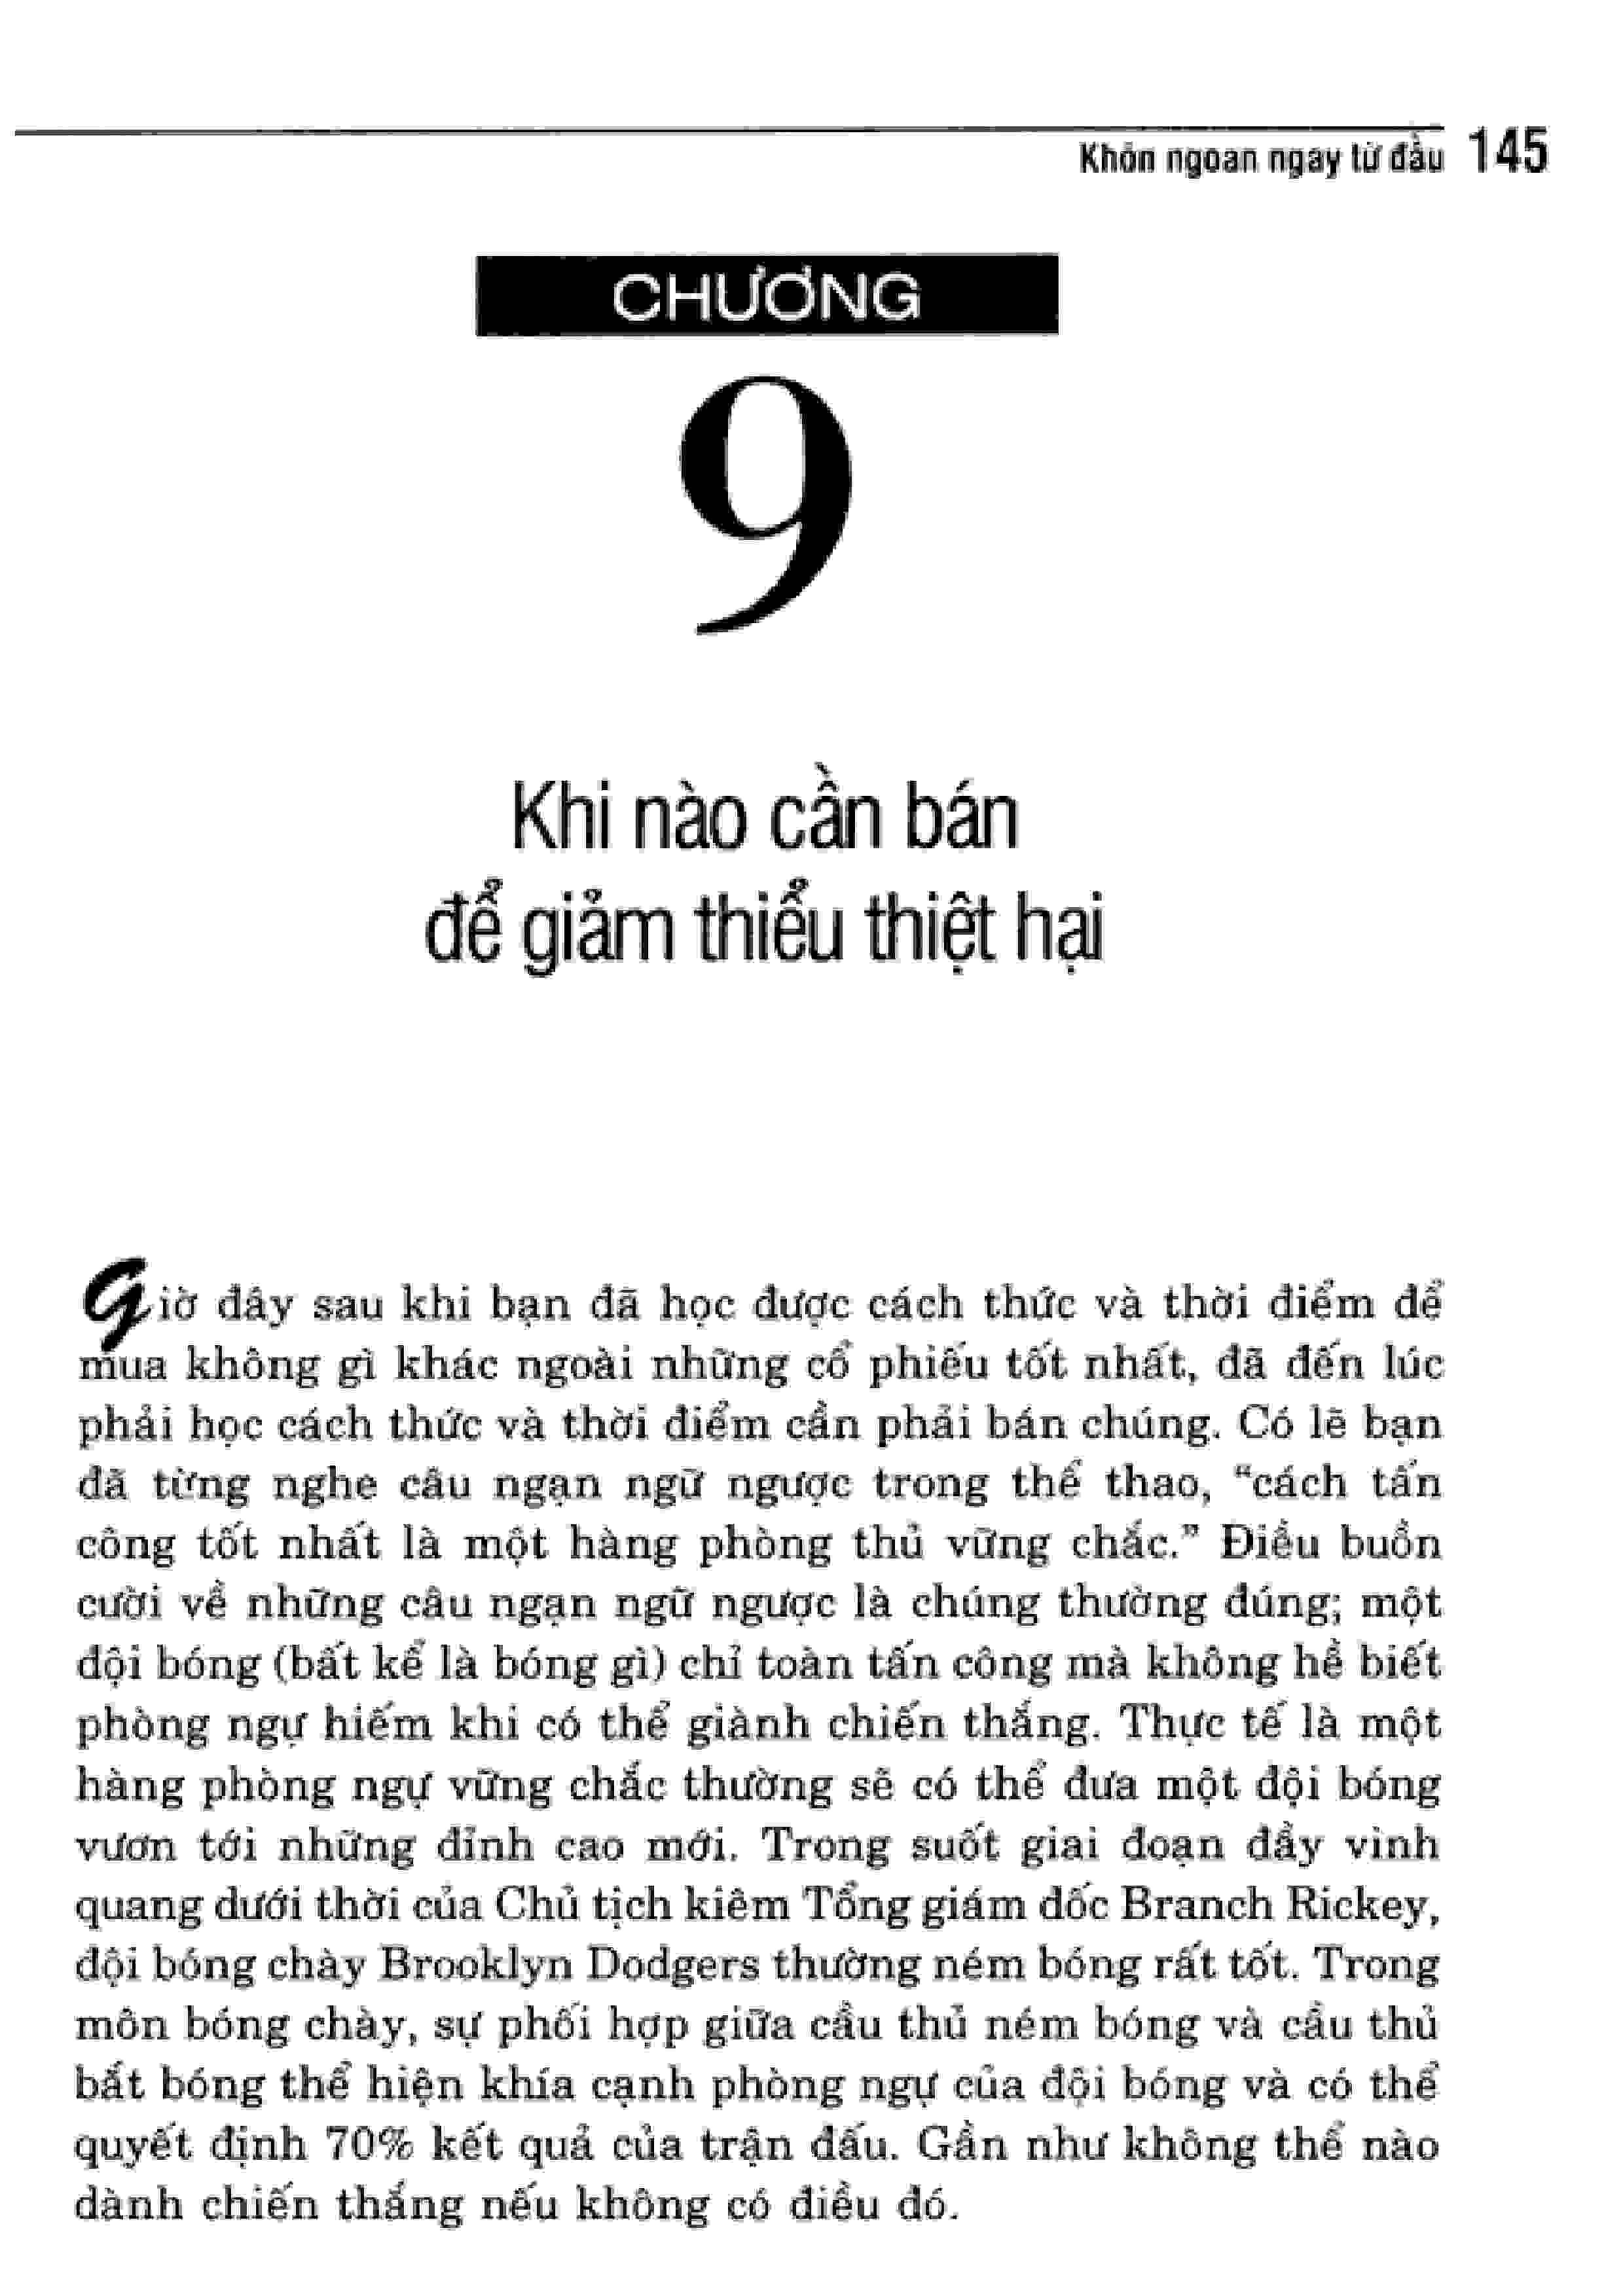 Khôn ngoan ngay từ đầu 145
CHƯƠNG
9
Khi nào cần bán
để giảm thiểu thiệt hại
Giờ đây sau khi bạn đã học được cách thức và thời điểm để
mua không gì khác ngoài những cổ phiếu tốt nhất, đã đến lúc
phải học cách thức và thời điểm cần phải bán chúng. Có lẽ bạn
đã từng nghe câu ngạn ngữ ngược trong thể thao, “cách tấn
công tốt nhất là một hàng phòng thủ vững chắc.” Điều buồn
cười về những câu ngạn ngữ ngược là chúng thường đúng; một
đội bóng (bất kể là bóng gì) chỉ toàn tấn công mà không hề biết
phòng ngự hiếm khi có thể giành chiến thắng. Thực tế là một
hàng phòng ngự vững chắc thường sẽ có thể đưa một đội bóng
vươn tới những đỉnh cao mới. Trong suốt giai đoạn đầy vinh
quang dưới thời của Chủ tịch kiêm Tổng giám đốc Branch Rickey,
đội bóng chày Brooklyn Dodgers thường ném bóng rất tốt. Trong
môn bóng chày, sự phối hợp giữa cầu thủ ném bóng và cầu thủ
bắt bóng thể hiện khía cạnh phòng ngự của đội bóng và có thể
quyết định 70% kết quả của trận đấu. Gần như không thể nào
dành chiến thắng nếu không có điều đó.